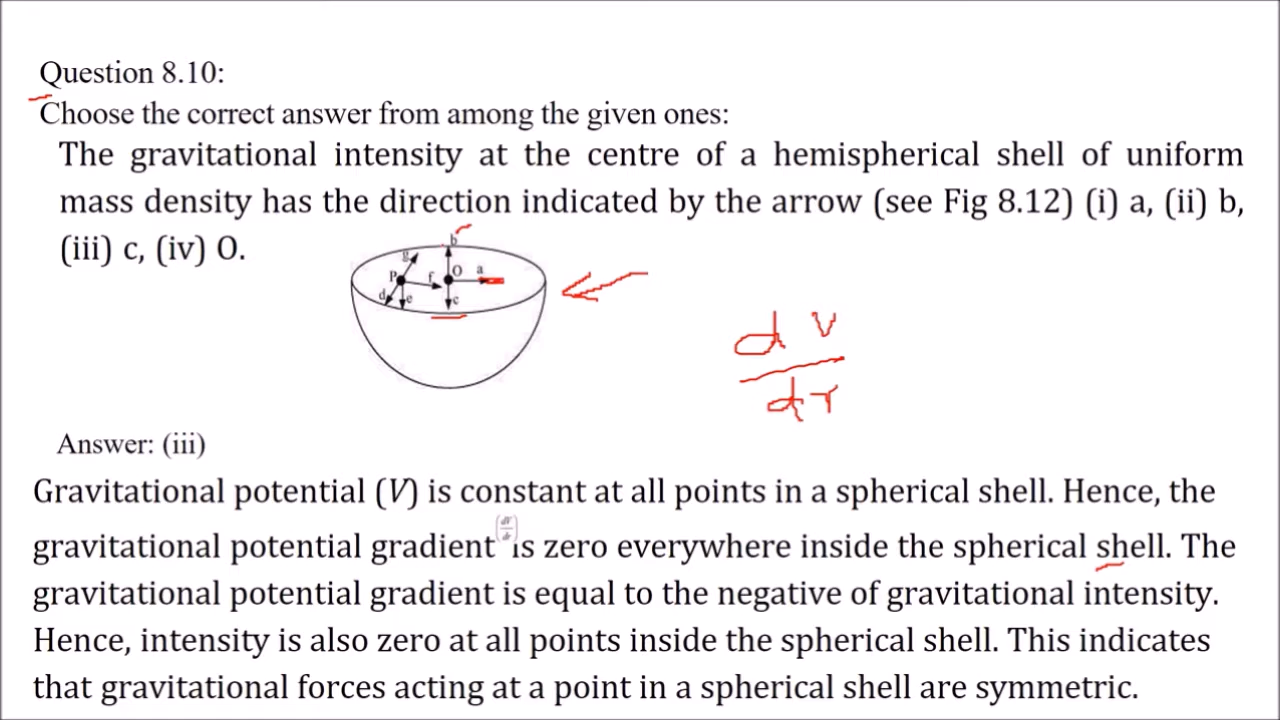 Question 8.10:
Choose the correct answer from among the given ones:
The gravitational intensity at the centre of a hemispherical shell of uniform
mass density has the direction indicated by the arrow (see Fig 8.12) (i) a, (ii) b,
(iii) c, (iv) O.
b
g
P f O a
d e c
d V
dr
Answer: (iii)
Gravitational potential (V) is constant at all points in a spherical shell. Hence, the
gravitational potential gradient (dV/dr) is zero everywhere inside the spherical shell. The
gravitational potential gradient is equal to the negative of gravitational intensity.
Hence, intensity is also zero at all points inside the spherical shell. This indicates
that gravitational forces acting at a point in a spherical shell are symmetric.